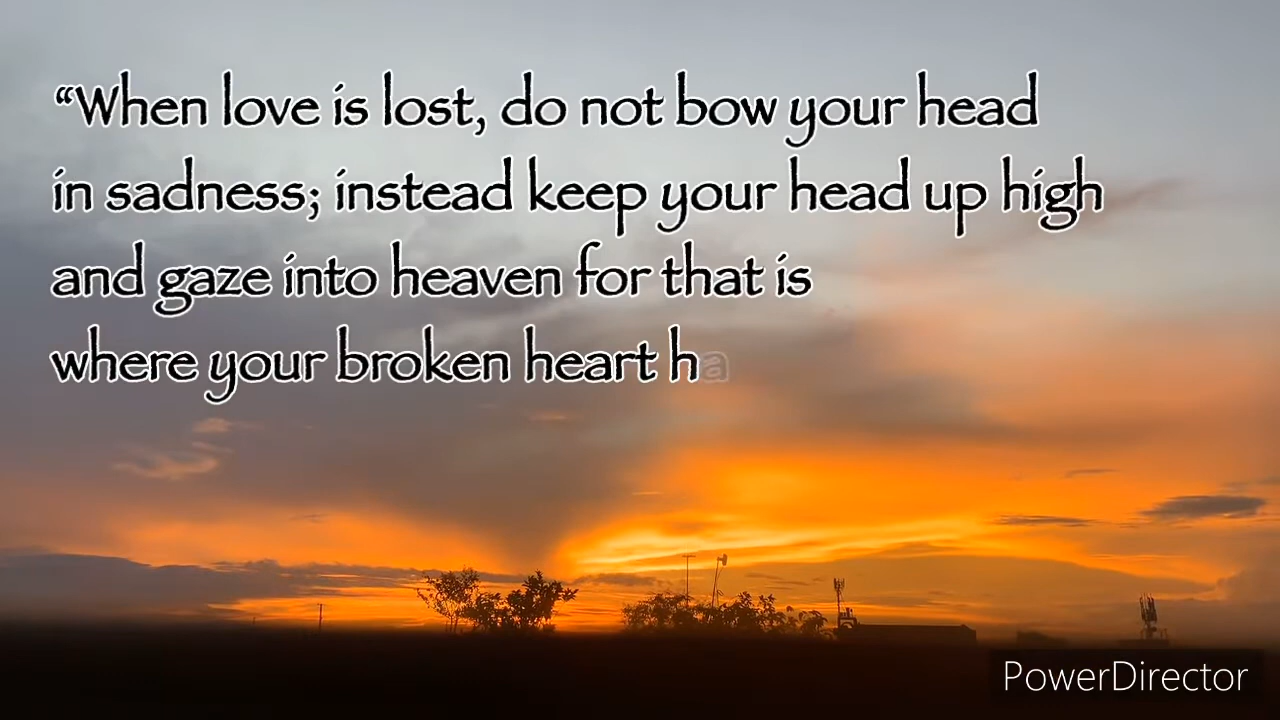 “When love is lost, do not bow your head
in sadness; instead keep your head up high
and gaze into heaven for that is
where your broken heart ha
PowerDirector